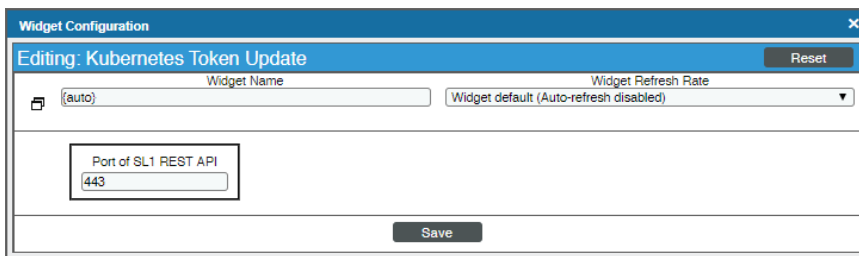 Widget Configuration
Editing: Kubernetes Token Update
Reset
Widget Name
Widget Refresh Rate
{auto}
Widget default (Auto-refresh disabled)
Port of SL1 REST API
443
Save